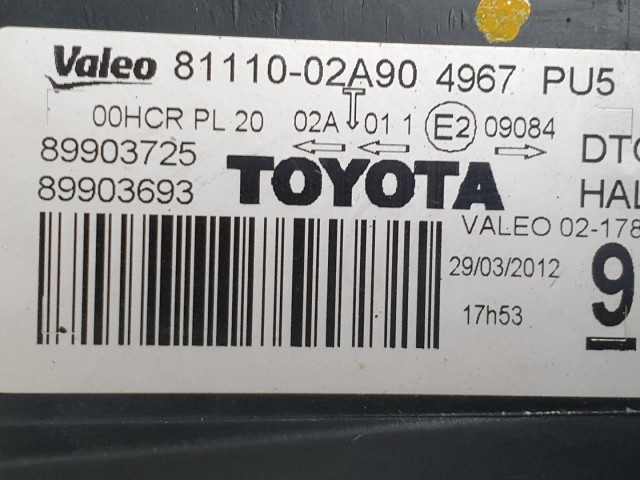 Valeo 81110-02A90 4967 PU5
00HCR PL 20 02A 01 1 E2 09084
89903725
89903693 TOYOTA
VALEO 02-178
29/03/2012
17h53
9